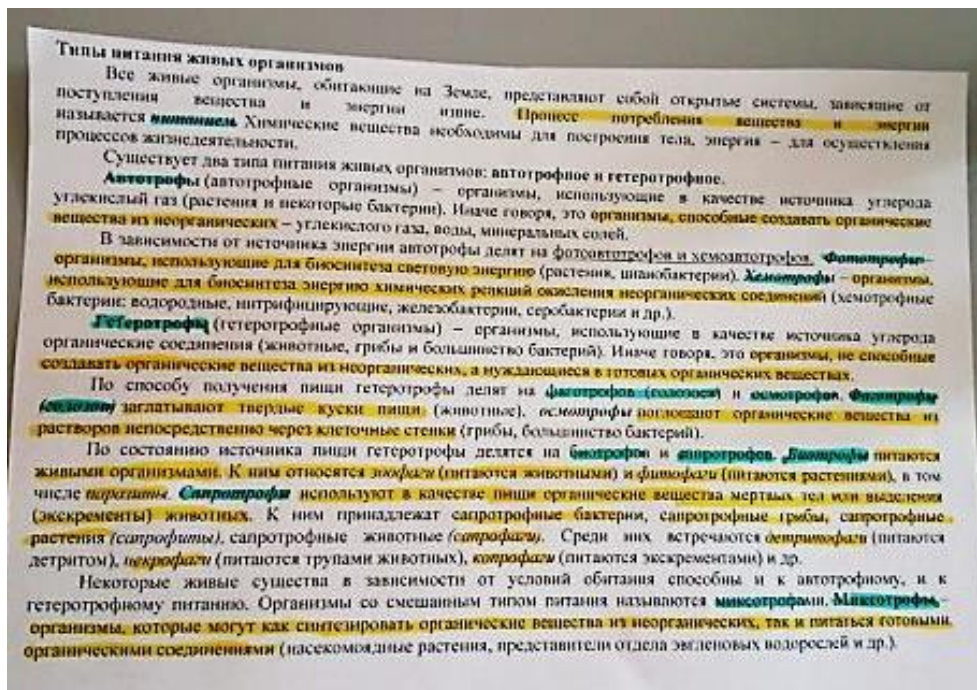 Типы питания живых организмов
Все живые организмы, обитающие на Земле, представляют собой открытые системы, зависящие от
поступления вещества и энергии извне. Процесс потребления вещества и энергии
называется питанием. Химические вещества необходимы для построения тела, энергия – для осуществления
процессов жизнедеятельности.
Существует два типа питания живых организмов: автотрофное и гетеротрофное.
Автотрофы (автотрофные организмы) – организмы, использующие в качестве источника углерода
углекислый газ (растения и некоторые бактерии). Иначе говоря, это организмы, способные создавать органические
вещества из неорганических – углекислого газа, воды, минеральных солей.
В зависимости от источника энергии автотрофы делят на фотоавтотрофов и хемоавтотрофов. Фототрофы –
организмы, использующие для биосинтеза световую энергию (растения, цианобактерии). Хемотрофы – организмы,
использующие для биосинтеза энергию химических реакций окисления неорганических соединений (хемотрофные
бактерии: водородные, нитрифицирующие, железобактерии, серобактерии и др.).
Гетеротрофы (гетеротрофные организмы) – организмы, использующие в качестве источника углерода
органические соединения (животные, грибы и большинство бактерий). Иначе говоря, это организмы, не способные
создавать органические вещества из неорганических, а нуждающиеся в готовых органических веществах.
По способу получения пищи гетеротрофы делят на фаготрофов (голозоев) и осмотрофов. Фаготрофы
(голозои) заглатывают твердые куски пищи (животные), осмотрофы поглощают органические вещества из
растворов непосредственно через клеточные стенки (грибы, большинство бактерий).
По состоянию источника пищи гетеротрофы делятся на биотрофов и сапротрофов. Биотрофы питаются
живыми организмами. К ним относятся зоофаги (питаются животными) и фитофаги (питаются растениями), в том
числе паразиты. Сапротрофы используют в качестве пищи органические вещества мертвых тел или выделения
(экскременты) животных. К ним принадлежат сапротрофные бактерии, сапротрофные грибы, сапротрофные
растения (сапрофиты), сапротрофные животные (сапрофаги). Среди них встречаются детритофаги (питаются
детритом), некрофаги (питаются трупами животных), копрофаги (питаются экскрементами) и др.
Некоторые живые существа в зависимости от условий обитания способны и к автотрофному, и к
гетеротрофному питанию. Организмы со смешанным типом питания называются миксотрофами. Миксотрофы –
организмы, которые могут как синтезировать органические вещества из неорганических, так и питаться готовыми
органическими соединениями (насекомоядные растения, представители отдела эвгленовых водорослей и др.).